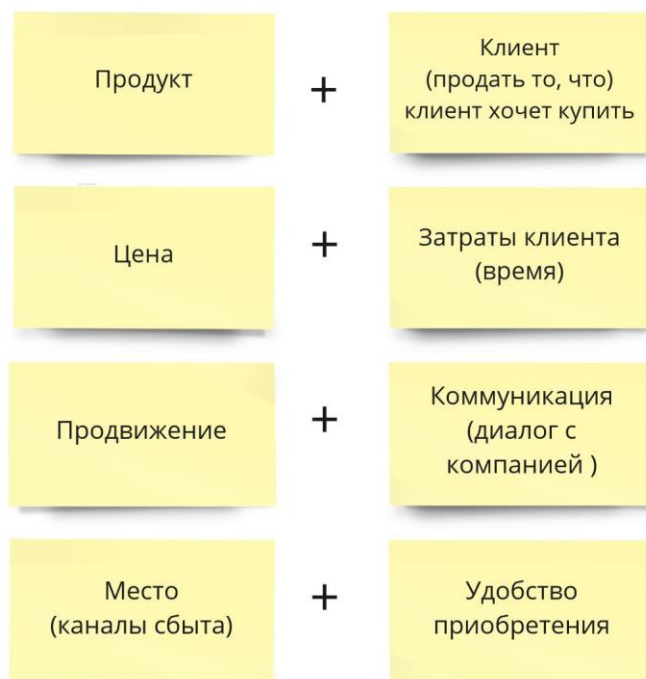 Продукт
+
Клиент
(продать то, что)
клиент хочет купить
Цена
+
Затраты клиента
(время)
Продвижение
+
Коммуникация
(диалог с
компанией )
Место
(каналы сбыта)
+
Удобство
приобретения